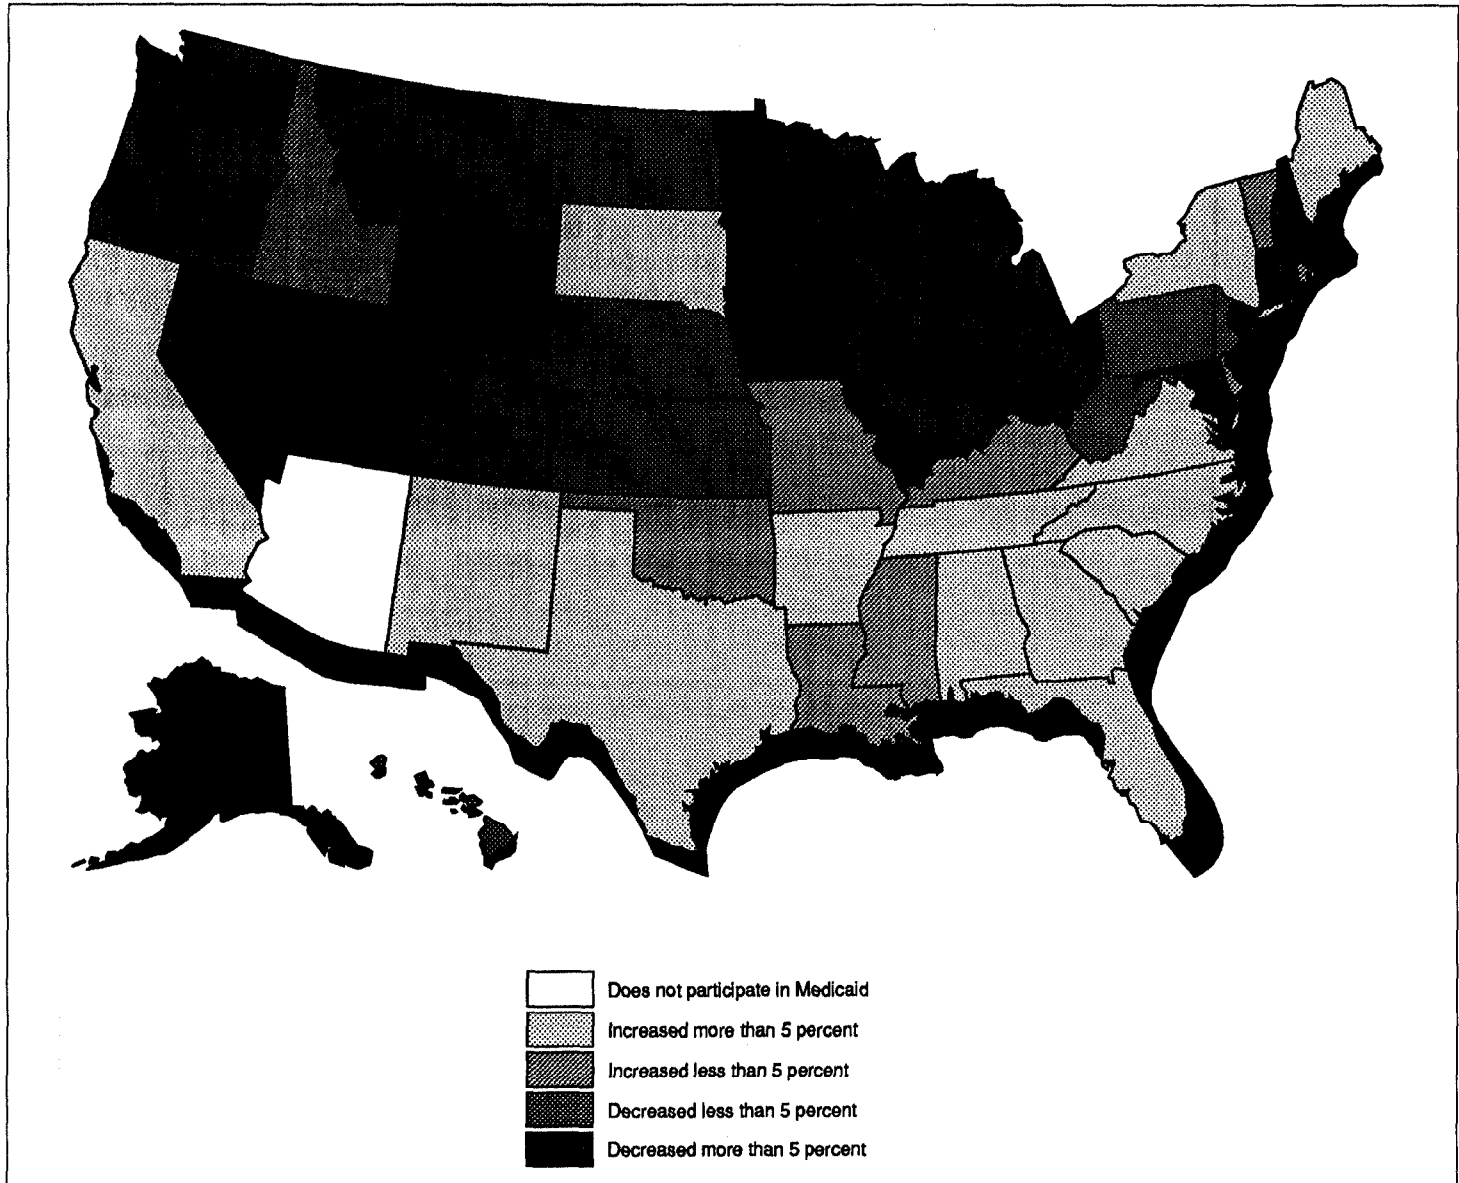 Does not participate in Medicaid
Increased more than 5 percent
Increased less than 5 percent
Decreased less than 5 percent
Decreased more than 5 percent